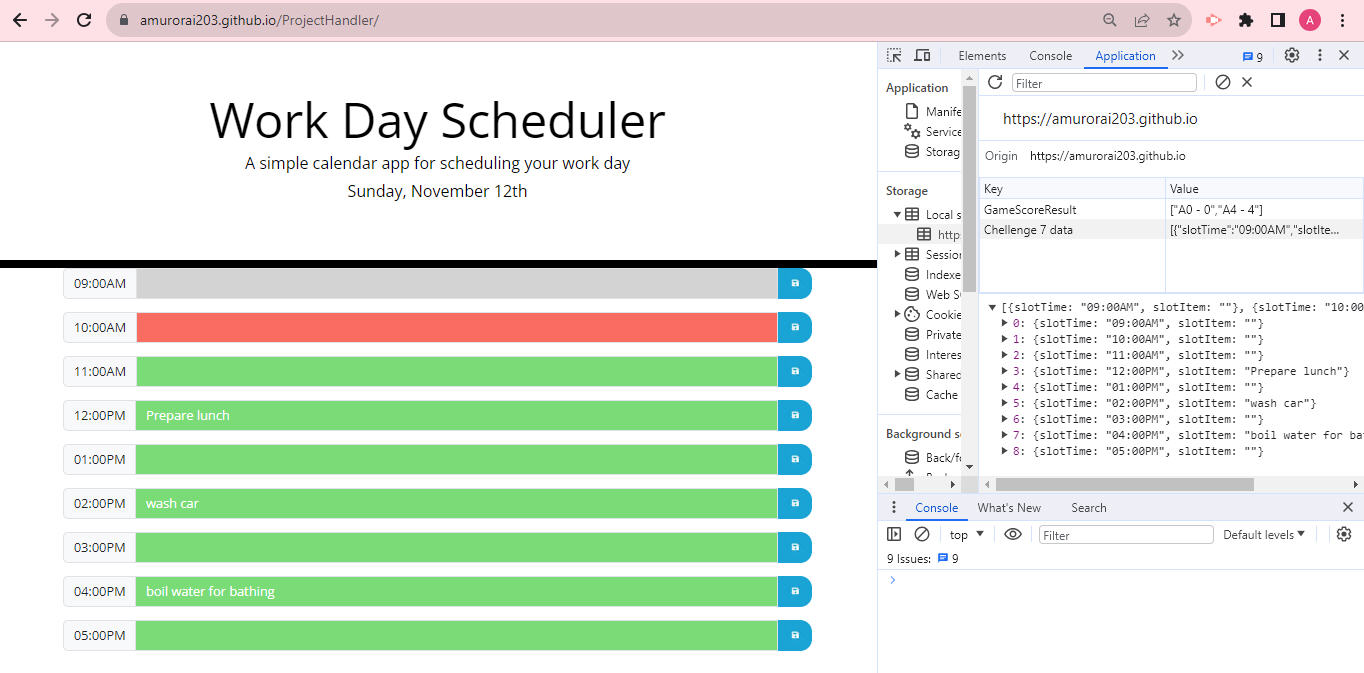 amurorai203.github.io/ProjectHandler/
A
Work Day Scheduler
A simple calendar app for scheduling your work day
Sunday, November 12th
09:00AM
10:00AM
11:00AM
12:00PM Prepare lunch
01:00PM
02:00PM wash car
03:00PM
04:00PM boil water for bathing
05:00PM
Elements Console Application 9
Application
Manife
Service
Storag
Storage
Local s
http
Session
Indexe
Web S
Cookie
Private
Interes
Shared
Cache
Background se
Back/fo
Filter
https://amurorai203.github.io
Origin https://amurorai203.github.io
Key Value
GameScoreResult ["A0 - 0","A4 - 4"]
Chellenge 7 data [{"slotTime":"09:00AM","slotIte...
[{slotTime: "09:00AM", slotItem: ""}, {slotTime: "10:00
0: {slotTime: "09:00AM", slotItem: ""}
1: {slotTime: "10:00AM", slotItem: ""}
2: {slotTime: "11:00AM", slotItem: ""}
3: {slotTime: "12:00PM", slotItem: "Prepare lunch"}
4: {slotTime: "01:00PM", slotItem: ""}
5: {slotTime: "02:00PM", slotItem: "wash car"}
6: {slotTime: "03:00PM", slotItem: ""}
7: {slotTime: "04:00PM", slotItem: "boil water for bat
8: {slotTime: "05:00PM", slotItem: ""}
Console What's New Search
top Filter Default levels
9 Issues: 9